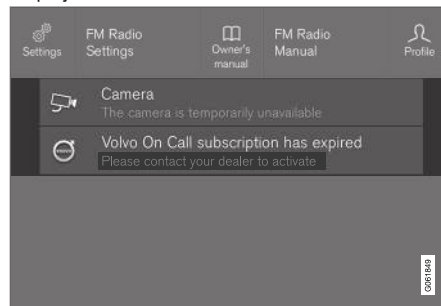 FM Radio
Settings
Settings
Owner's
manual
FM Radio
Manual
Profile
Camera
The camera is temporarily unavailable
Volvo On Call subscription has expired
Please contact your dealer to activate
G061849